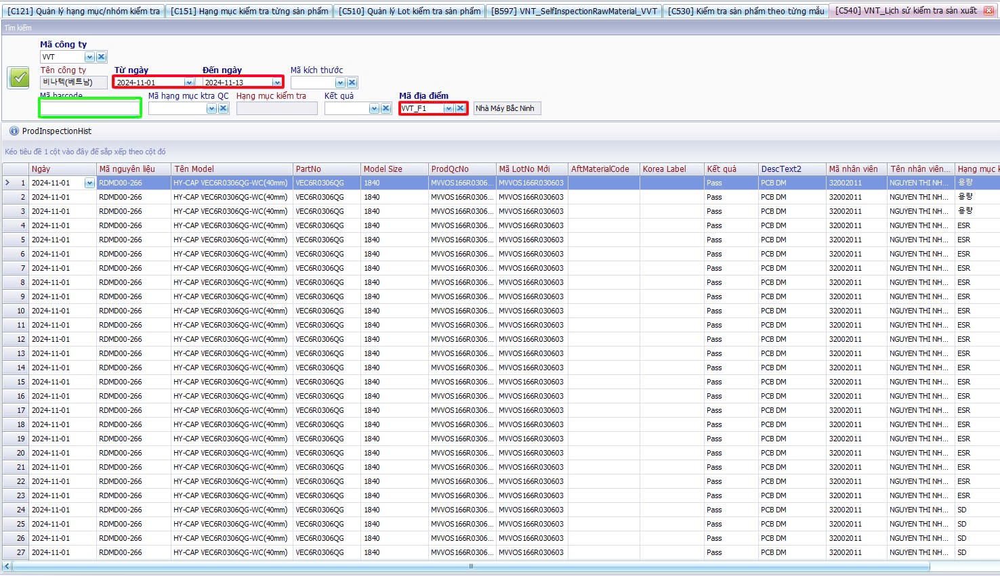 [C121] Quản lý hạng mục/nhóm kiểm tra [C151] Hạng mục kiểm tra từng sản phẩm [C510] Quản lý Lot kiểm tra sản phẩm [B597] VNT_SelfInspectionRawMaterial_VVT [C530] Kiểm tra sản phẩm theo từng mẫu [C540] VNT_Lịch sử kiểm tra sản xuất
Tìm kiếm
Mã công ty
VVT
Tên công ty Từ ngày Đến ngày Mã kích thước
비나텍(베트남) 2024-11-01 2024-11-13
Mã barcode Mã hạng mục ktra QC Hạng mục kiểm tra Kết quả Mã địa điểm
VVT_F1 Nhà Máy Bắc Ninh
ProdInspectionHist
Kéo tiêu đề 1 cột vào đây để sắp xếp theo cột đó
Ngày Mã nguyên liệu Tên Model PartNo Model Size ProdQcNo Mã LotNo Mới AftMaterialCode Korea Label Kết quả DescText2 Mã nhân viên Tên nhân viên... Hạng mục k
1 2024-11-01 RDMD00-266 HY-CAP VEC6R0306QG-WC(40mm) VEC6R0306QG 1840 MVVOS166R0306... MVVOS166R030603 Pass PCB DM 32002011 NGUYEN THI NH... 용량
2 2024-11-01 RDMD00-266 HY-CAP VEC6R0306QG-WC(40mm) VEC6R0306QG 1840 MVVOS166R0306... MVVOS166R030603 Pass PCB DM 32002011 NGUYEN THI NH... 용량
3 2024-11-01 RDMD00-266 HY-CAP VEC6R0306QG-WC(40mm) VEC6R0306QG 1840 MVVOS166R0306... MVVOS166R030603 Pass PCB DM 32002011 NGUYEN THI NH... 용량
4 2024-11-01 RDMD00-266 HY-CAP VEC6R0306QG-WC(40mm) VEC6R0306QG 1840 MVVOS166R0306... MVVOS166R030603 Pass PCB DM 32002011 NGUYEN THI NH... ESR
5 2024-11-01 RDMD00-266 HY-CAP VEC6R0306QG-WC(40mm) VEC6R0306QG 1840 MVVOS166R0306... MVVOS166R030603 Pass PCB DM 32002011 NGUYEN THI NH... ESR
6 2024-11-01 RDMD00-266 HY-CAP VEC6R0306QG-WC(40mm) VEC6R0306QG 1840 MVVOS166R0306... MVVOS166R030603 Pass PCB DM 32002011 NGUYEN THI NH... ESR
7 2024-11-01 RDMD00-266 HY-CAP VEC6R0306QG-WC(40mm) VEC6R0306QG 1840 MVVOS166R0306... MVVOS166R030603 Pass PCB DM 32002011 NGUYEN THI NH... ESR
8 2024-11-01 RDMD00-266 HY-CAP VEC6R0306QG-WC(40mm) VEC6R0306QG 1840 MVVOS166R0306... MVVOS166R030603 Pass PCB DM 32002011 NGUYEN THI NH... ESR
9 2024-11-01 RDMD00-266 HY-CAP VEC6R0306QG-WC(40mm) VEC6R0306QG 1840 MVVOS166R0306... MVVOS166R030603 Pass PCB DM 32002011 NGUYEN THI NH... ESR
10 2024-11-01 RDMD00-266 HY-CAP VEC6R0306QG-WC(40mm) VEC6R0306QG 1840 MVVOS166R0306... MVVOS166R030603 Pass PCB DM 32002011 NGUYEN THI NH... ESR
11 2024-11-01 RDMD00-266 HY-CAP VEC6R0306QG-WC(40mm) VEC6R0306QG 1840 MVVOS166R0306... MVVOS166R030603 Pass PCB DM 32002011 NGUYEN THI NH... ESR
12 2024-11-01 RDMD00-266 HY-CAP VEC6R0306QG-WC(40mm) VEC6R0306QG 1840 MVVOS166R0306... MVVOS166R030603 Pass PCB DM 32002011 NGUYEN THI NH... ESR
13 2024-11-01 RDMD00-266 HY-CAP VEC6R0306QG-WC(40mm) VEC6R0306QG 1840 MVVOS166R0306... MVVOS166R030603 Pass PCB DM 32002011 NGUYEN THI NH... ESR
14 2024-11-01 RDMD00-266 HY-CAP VEC6R0306QG-WC(40mm) VEC6R0306QG 1840 MVVOS166R0306... MVVOS166R030603 Pass PCB DM 32002011 NGUYEN THI NH... ESR
15 2024-11-01 RDMD00-266 HY-CAP VEC6R0306QG-WC(40mm) VEC6R0306QG 1840 MVVOS166R0306... MVVOS166R030603 Pass PCB DM 32002011 NGUYEN THI NH... ESR
16 2024-11-01 RDMD00-266 HY-CAP VEC6R0306QG-WC(40mm) VEC6R0306QG 1840 MVVOS166R0306... MVVOS166R030603 Pass PCB DM 32002011 NGUYEN THI NH... ESR
17 2024-11-01 RDMD00-266 HY-CAP VEC6R0306QG-WC(40mm) VEC6R0306QG 1840 MVVOS166R0306... MVVOS166R030603 Pass PCB DM 32002011 NGUYEN THI NH... ESR
18 2024-11-01 RDMD00-266 HY-CAP VEC6R0306QG-WC(40mm) VEC6R0306QG 1840 MVVOS166R0306... MVVOS166R030603 Pass PCB DM 32002011 NGUYEN THI NH... ESR
19 2024-11-01 RDMD00-266 HY-CAP VEC6R0306QG-WC(40mm) VEC6R0306QG 1840 MVVOS166R0306... MVVOS166R030603 Pass PCB DM 32002011 NGUYEN THI NH... ESR
20 2024-11-01 RDMD00-266 HY-CAP VEC6R0306QG-WC(40mm) VEC6R0306QG 1840 MVVOS166R0306... MVVOS166R030603 Pass PCB DM 32002011 NGUYEN THI NH... ESR
21 2024-11-01 RDMD00-266 HY-CAP VEC6R0306QG-WC(40mm) VEC6R0306QG 1840 MVVOS166R0306... MVVOS166R030603 Pass PCB DM 32002011 NGUYEN THI NH... ESR
22 2024-11-01 RDMD00-266 HY-CAP VEC6R0306QG-WC(40mm) VEC6R0306QG 1840 MVVOS166R0306... MVVOS166R030603 Pass PCB DM 32002011 NGUYEN THI NH... ESR
23 2024-11-01 RDMD00-266 HY-CAP VEC6R0306QG-WC(40mm) VEC6R0306QG 1840 MVVOS166R0306... MVVOS166R030603 Pass PCB DM 32002011 NGUYEN THI NH... ESR
24 2024-11-01 RDMD00-266 HY-CAP VEC6R0306QG-WC(40mm) VEC6R0306QG 1840 MVVOS166R0306... MVVOS166R030603 Pass PCB DM 32002011 NGUYEN THI NH... SD
25 2024-11-01 RDMD00-266 HY-CAP VEC6R0306QG-WC(40mm) VEC6R0306QG 1840 MVVOS166R0306... MVVOS166R030603 Pass PCB DM 32002011 NGUYEN THI NH... SD
26 2024-11-01 RDMD00-266 HY-CAP VEC6R0306QG-WC(40mm) VEC6R0306QG 1840 MVVOS166R0306... MVVOS166R030603 Pass PCB DM 32002011 NGUYEN THI NH... SD
27 2024-11-01 RDMD00-266 HY-CAP VEC6R0306QG-WC(40mm) VEC6R0306QG 1840 MVVOS166R0306... MVVOS166R030603 Pass PCB DM 32002011 NGUYEN THI NH... SD